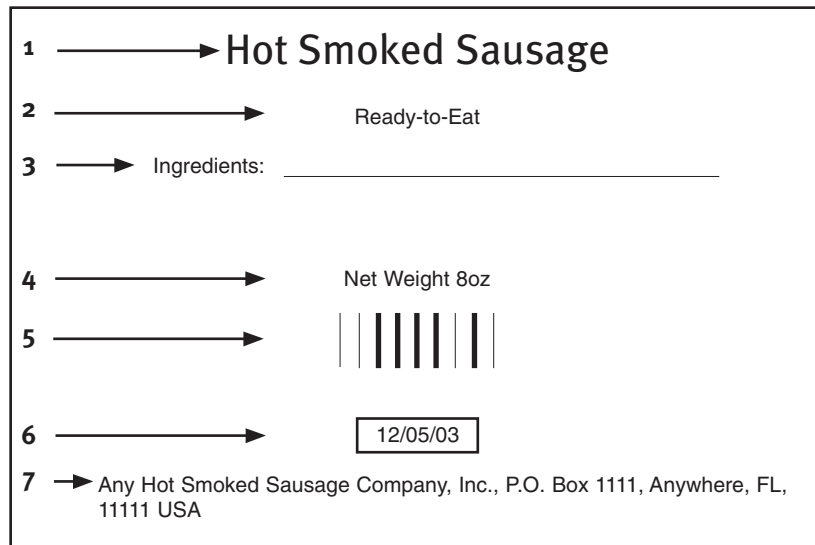 1 Hot Smoked Sausage
2 Ready-to-Eat
3 Ingredients:
4 Net Weight 8oz
5
6 12/05/03
7 Any Hot Smoked Sausage Company, Inc., P.O. Box 1111, Anywhere, FL,
11111 USA